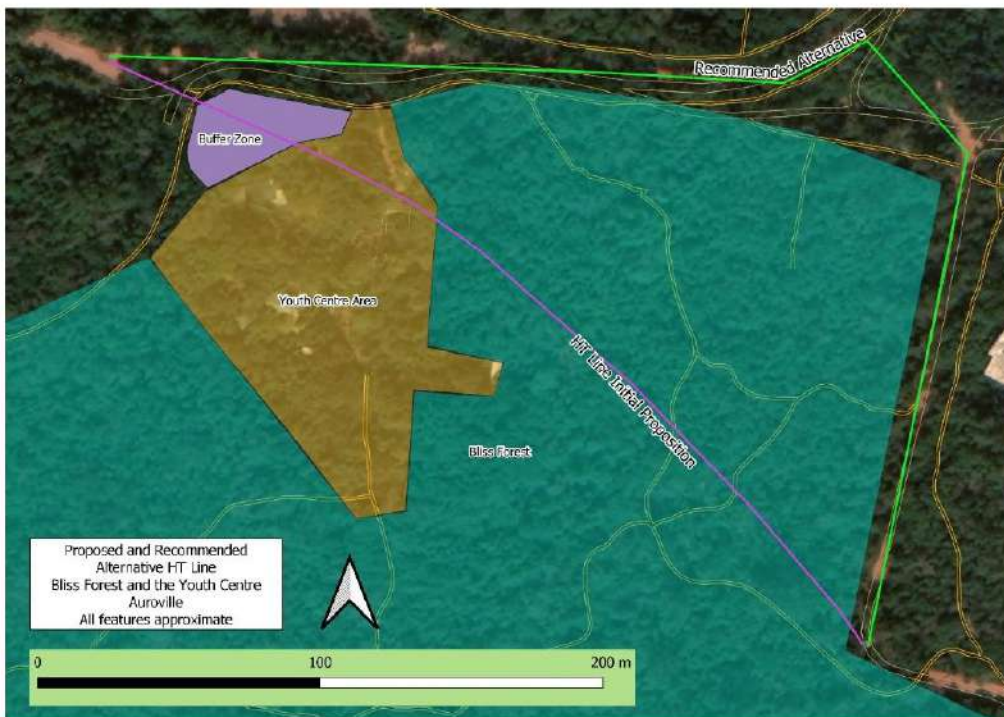 Recommended Alternative
Buffer Zone
Youth Centre Area
HT Line Initial Proposition
Bliss Forest
Proposed and Recommended
Alternative HT Line
Bliss Forest and the Youth Centre
Auroville
All features approximate
0 100 200 m